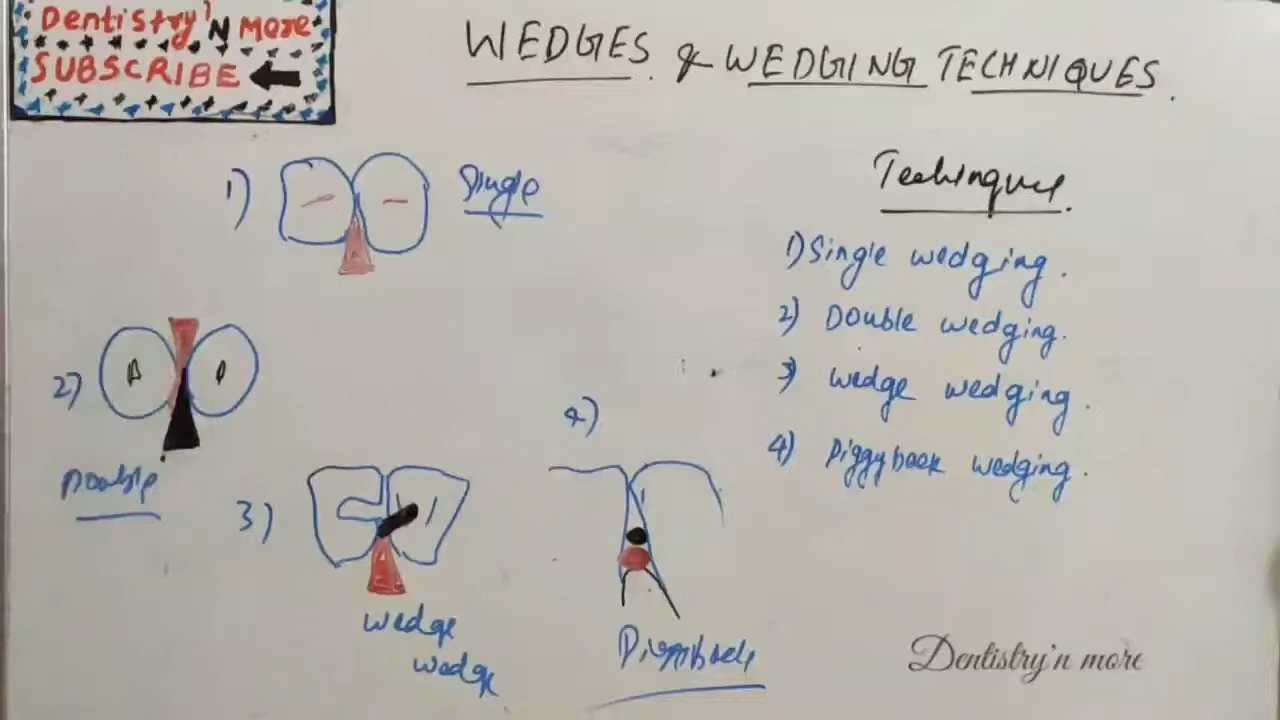 Dentistry'N More
SUBSCRIBE
WEDGES & WEDGING TECHNIQUES.
1) Single
2)
Double
3)
wedge
wedge
4)
Piggyback
Techinques.
1) Single wedging.
2) Double wedging.
3) wedge wedging.
4) Piggyback wedging.
Dentistry'n more